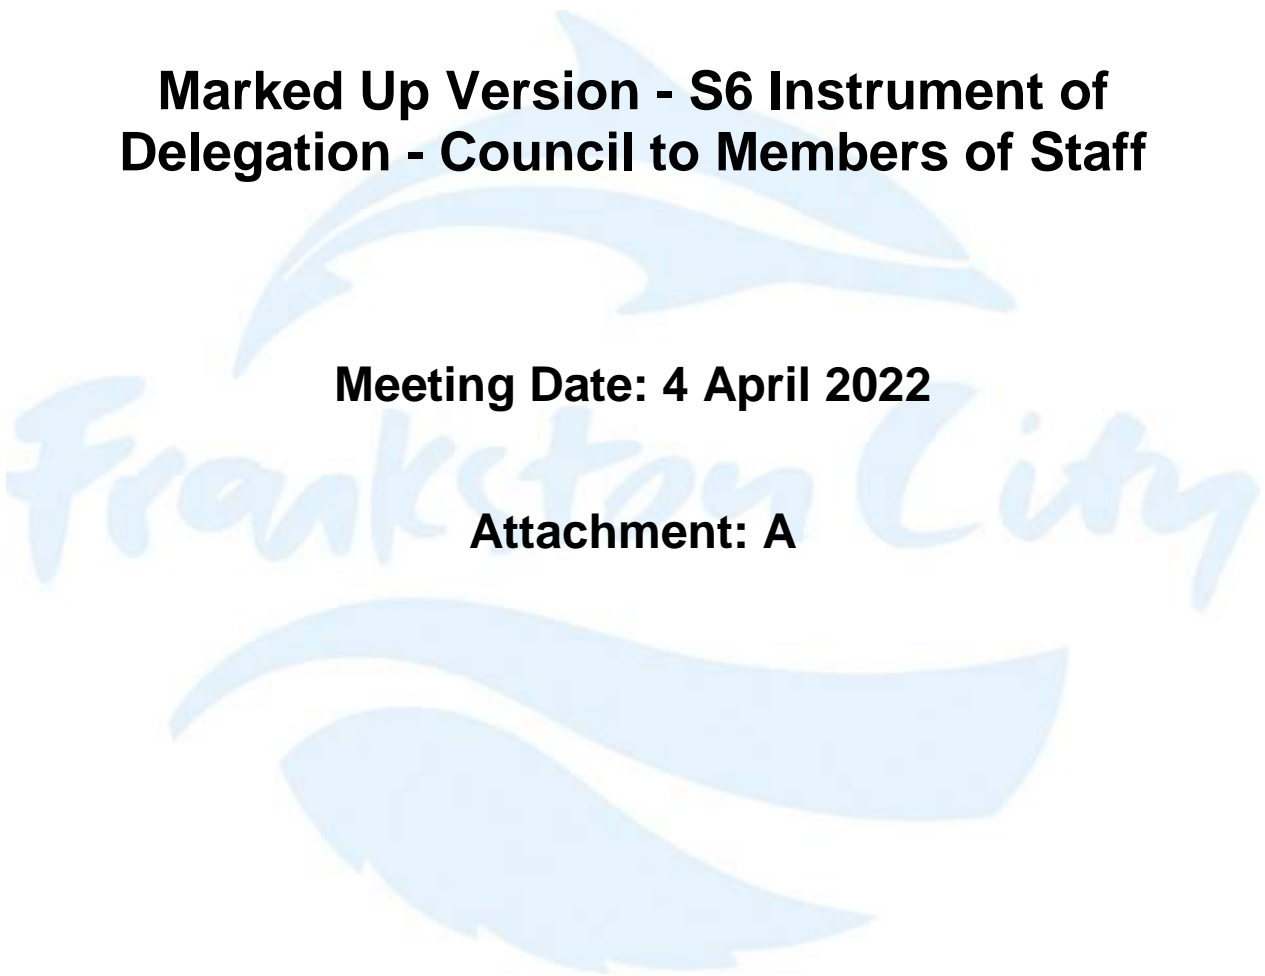 Marked Up Version - S6 Instrument of
Delegation - Council to Members of Staff
Meeting Date: 4 April 2022
Frankston City
Attachment: A